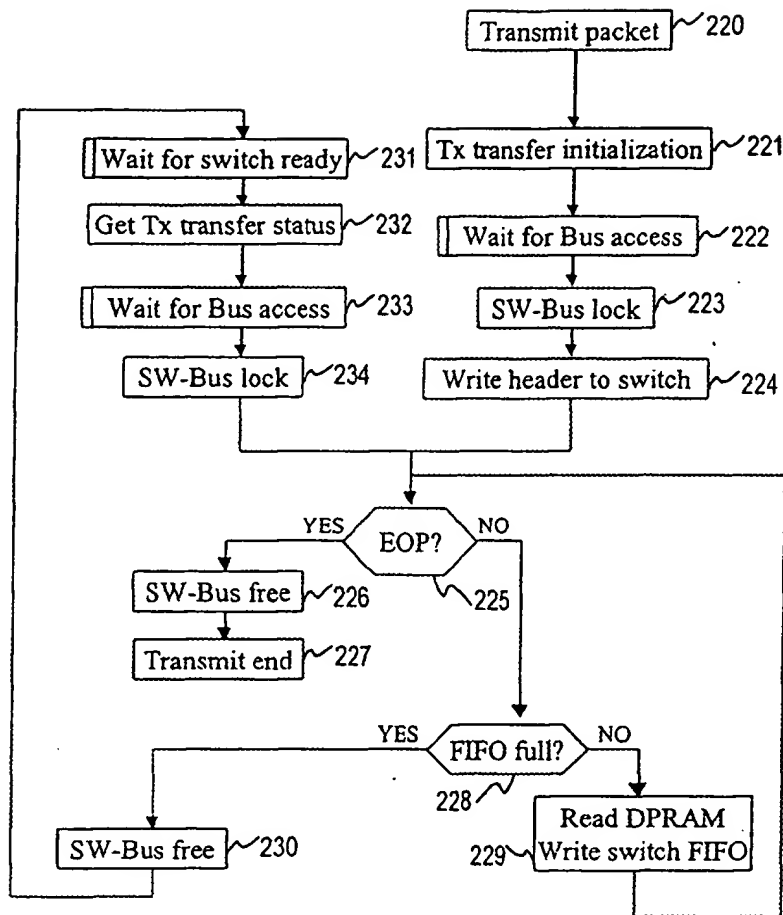 Transmit packet 220
Tx transfer initialization 221
Wait for Bus access 222
SW-Bus lock 223
Write header to switch 224
Wait for switch ready 231
Get Tx transfer status 232
Wait for Bus access 233
SW-Bus lock 234
YES
EOP?
NO
225
SW-Bus free 226
Transmit end 227
YES
FIFO full?
NO
228
Read DPRAM
229 Write switch FIFO
SW-Bus free 230